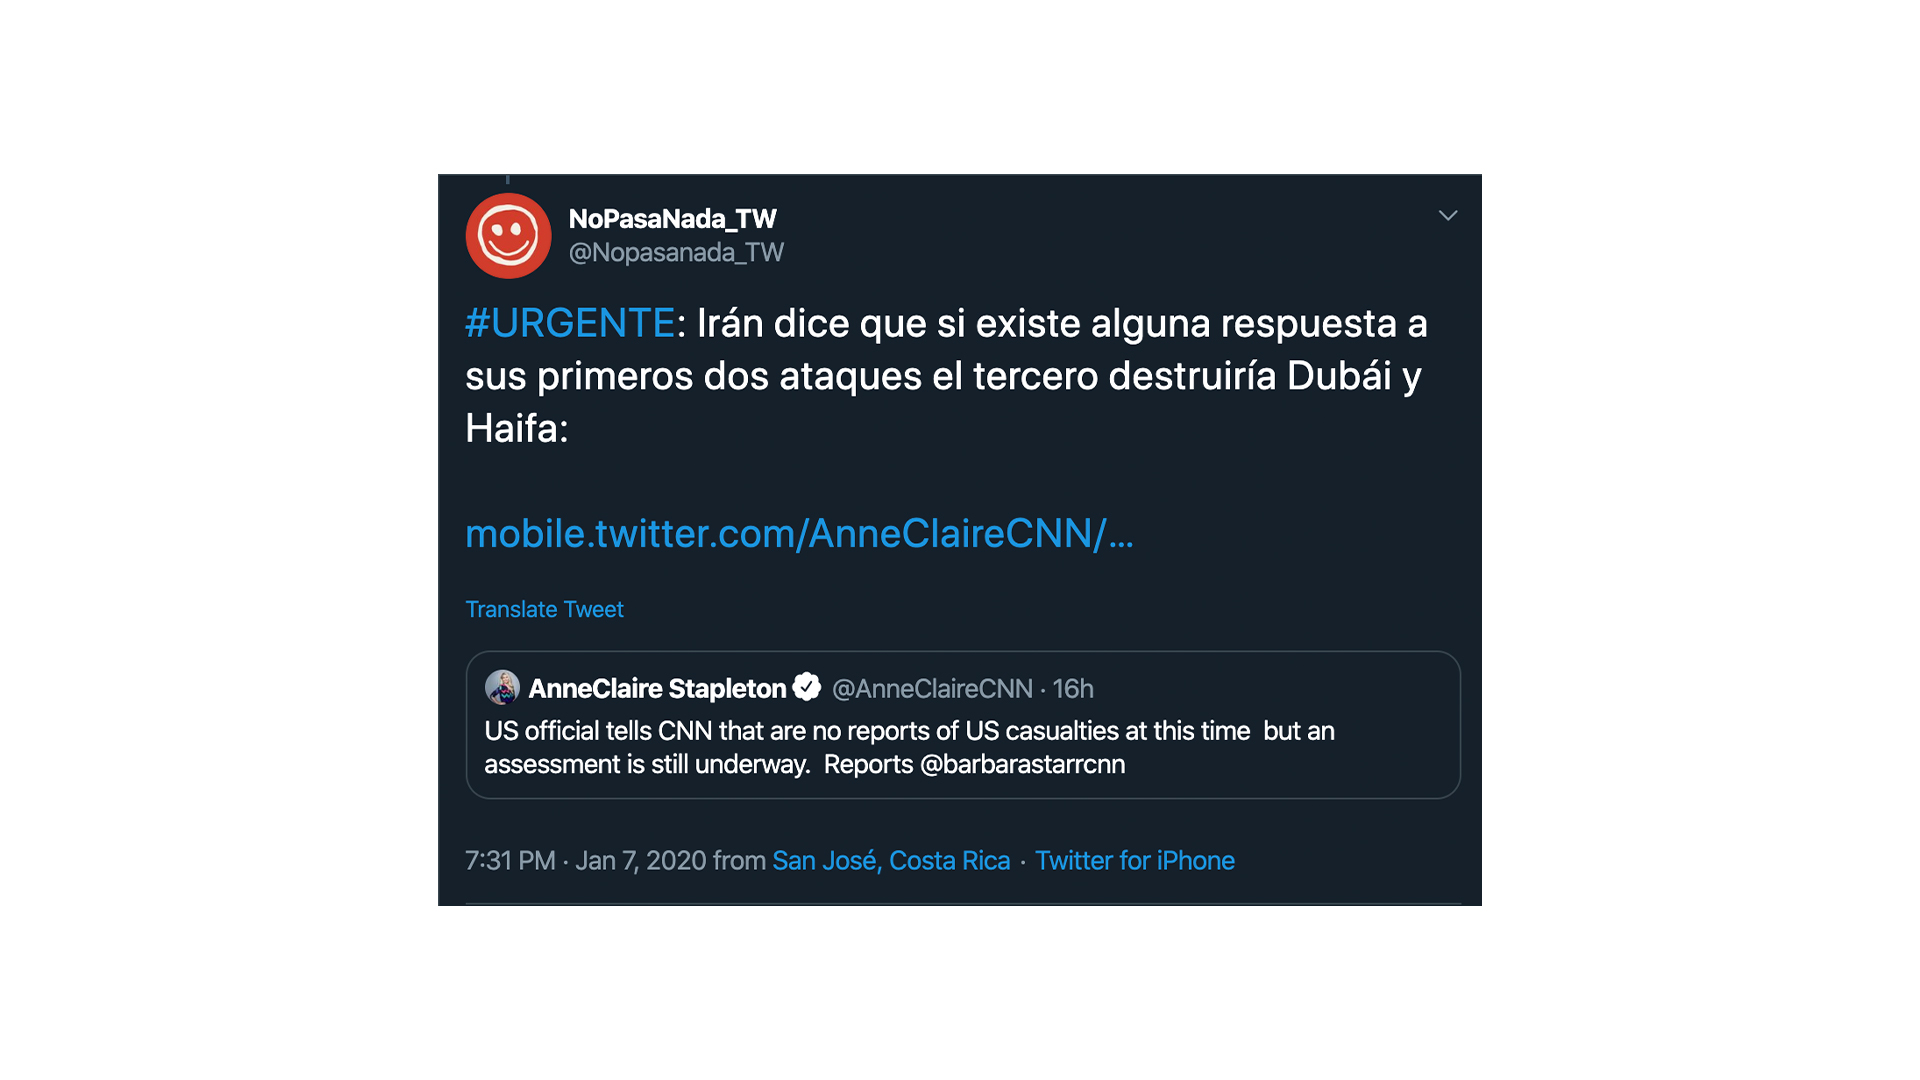 NoPasaNada_TW
@Nopasanada_TW
#URGENTE: Irán dice que si existe alguna respuesta a
sus primeros dos ataques el tercero destruiría Dubái y
Haifa:
mobile.twitter.com/AnneClaireCNN/...
Translate Tweet
AnneClaire Stapleton @AnneClaireCNN · 16h
US official tells CNN that are no reports of US casualties at this time  but an
assessment is still underway.  Reports @barbarastarrcnn
7:31 PM · Jan 7, 2020 from San José, Costa Rica · Twitter for iPhone